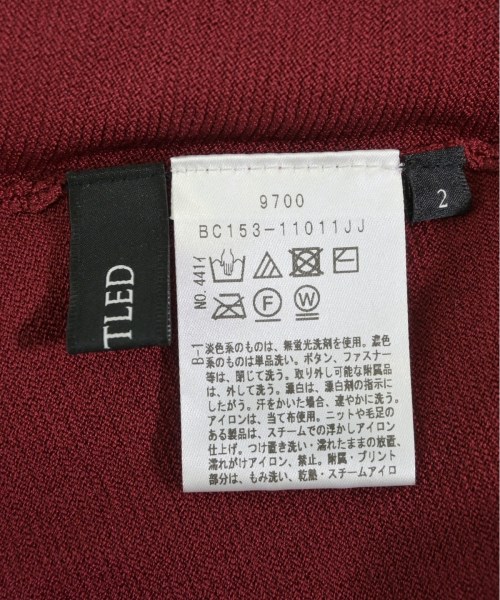 9700
BC153-11011JJ
2
TLED
NO.441イ
F
W
B-1
淡色系のものは、無蛍光洗剤を使用。濃色
系のものは単品洗い。ボタン、ファスナー
等は、閉じて洗う。取り外し可能な附属品
は、外して洗う。漂白は、漂白剤の指示に
したがう。汗をかいた場合、速やかに洗う。
アイロンは、当て布使用。ニットや毛足の
ある製品は、スチームでの浮かしアイロン
仕上げ。つけ置き洗い・濡れたままの放置、
濡れがけアイロン、禁止。附属・プリント
部分は、もみ洗い、乾塾・スチームアイロ